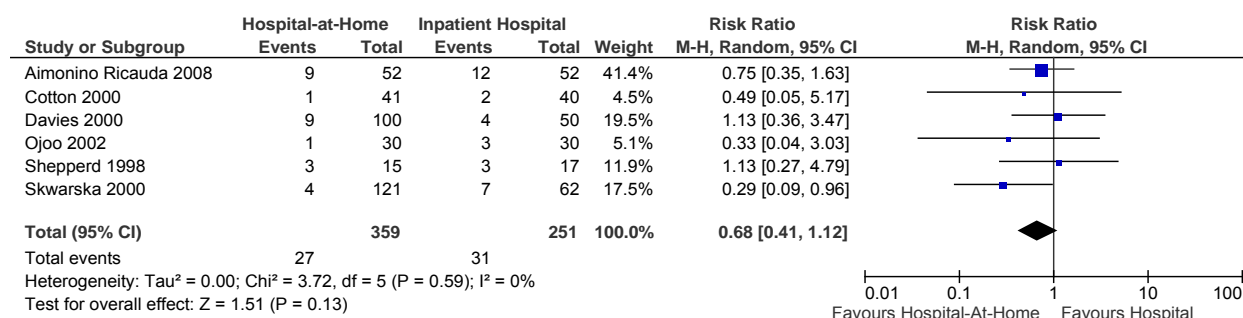 Hospital-at-Home Inpatient Hospital Risk Ratio Risk Ratio
Study or Subgroup Events Total Events Total Weight M-H, Random, 95% CI M-H, Random, 95% CI
Aimonino Ricauda 2008 9 52 12 52 41.4% 0.75 [0.35, 1.63]
Cotton 2000 1 41 2 40 4.5% 0.49 [0.05, 5.17]
Davies 2000 9 100 4 50 19.5% 1.13 [0.36, 3.47]
Ojoo 2002 1 30 3 30 5.1% 0.33 [0.04, 3.03]
Shepperd 1998 3 15 3 17 11.9% 1.13 [0.27, 4.79]
Skwarska 2000 4 121 7 62 17.5% 0.29 [0.09, 0.96]
Total (95% CI) 359 251 100.0% 0.68 [0.41, 1.12]
Total events 27 31
Heterogeneity: Tau² = 0.00; Chi² = 3.72, df = 5 (P = 0.59); I² = 0%
Test for overall effect: Z = 1.51 (P = 0.13)
0.01 0.1 1 10 100
Favours Hospital-At-Home Favours Hospital